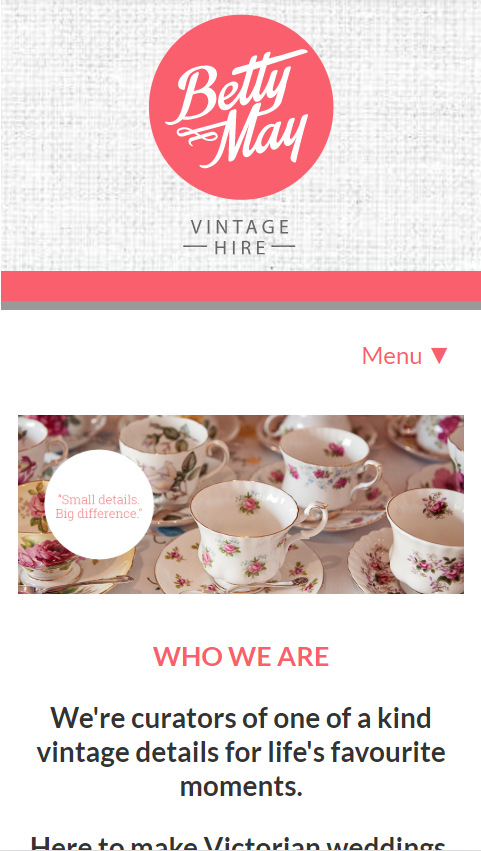 Betty
May
VINTAGE
HIRE
Menu ▼
"Small details.
Big difference."
WHO WE ARE
We're curators of one of a kind
vintage details for life's favourite
moments.
Here to make Victorian weddings